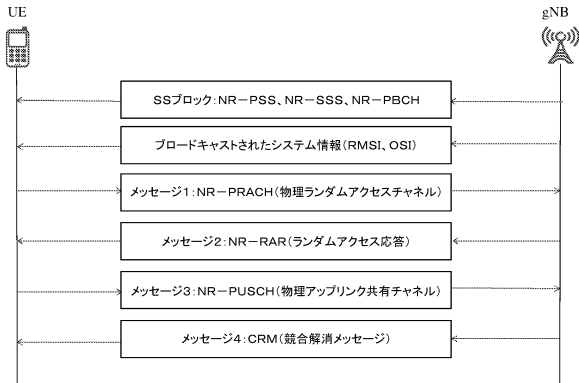 UE
gNB
SSブロック:NR-PSS、NR-SSS、NR-PBCH
ブロードキャストされたシステム情報(RMSI、OSI)
メッセージ1:NR-PRACH(物理ランダムアクセスチャネル)
メッセージ2:NR-RAR(ランダムアクセス応答)
メッセージ3:NR-PUSCH(物理アップリンク共有チャネル)
メッセージ4:CRM(競合解消メッセージ)